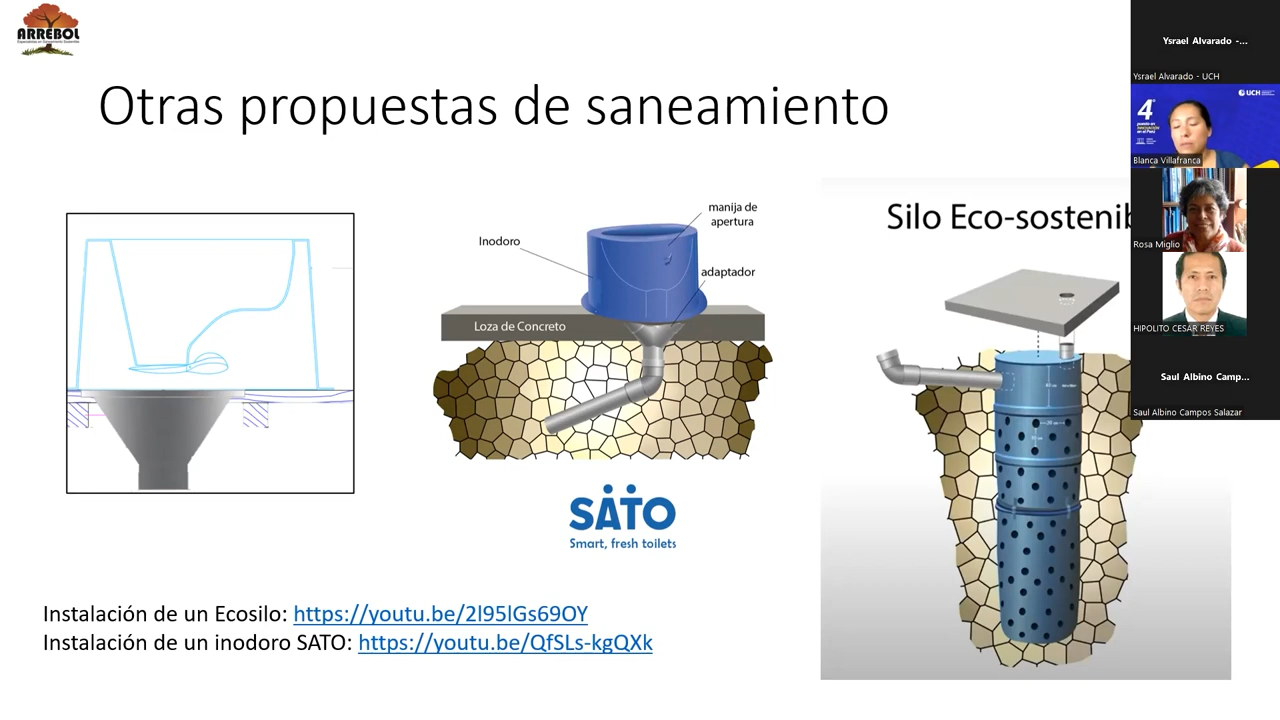 ARREBOL
Otras propuestas de saneamiento
manija de
apertura
Inodoro
adaptador
Loza de Concreto
SATO
Smart, fresh toilets
Silo Eco-sostenib
Instalación de un Ecosilo: https://youtu.be/2l95lGs69OY
Instalación de un inodoro SATO: https://youtu.be/QfSLs-kgQXk
Ysrael Alvarado -...
Ysrael Alvarado - UCH
UCH
4
Blanca Villafranca
Rosa Miglio
HIPOLITO CESAR REYES
Saul Albino Camp...
Saul Albino Campos Salazar